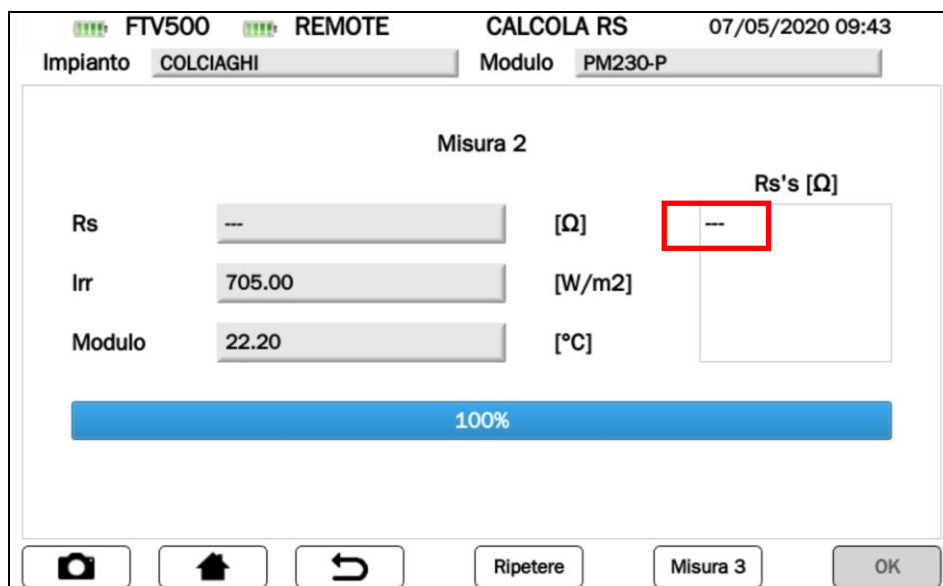 FTV500 REMOTE CALCOLA RS 07/05/2020 09:43
Impianto COLCIAGHI Modulo PM230-P
Misura 2
Rs's [Ω]
Rs --- [Ω] ---
Irr 705.00 [W/m2]
Modulo 22.20 [°C]
100%
Ripetere Misura 3 OK